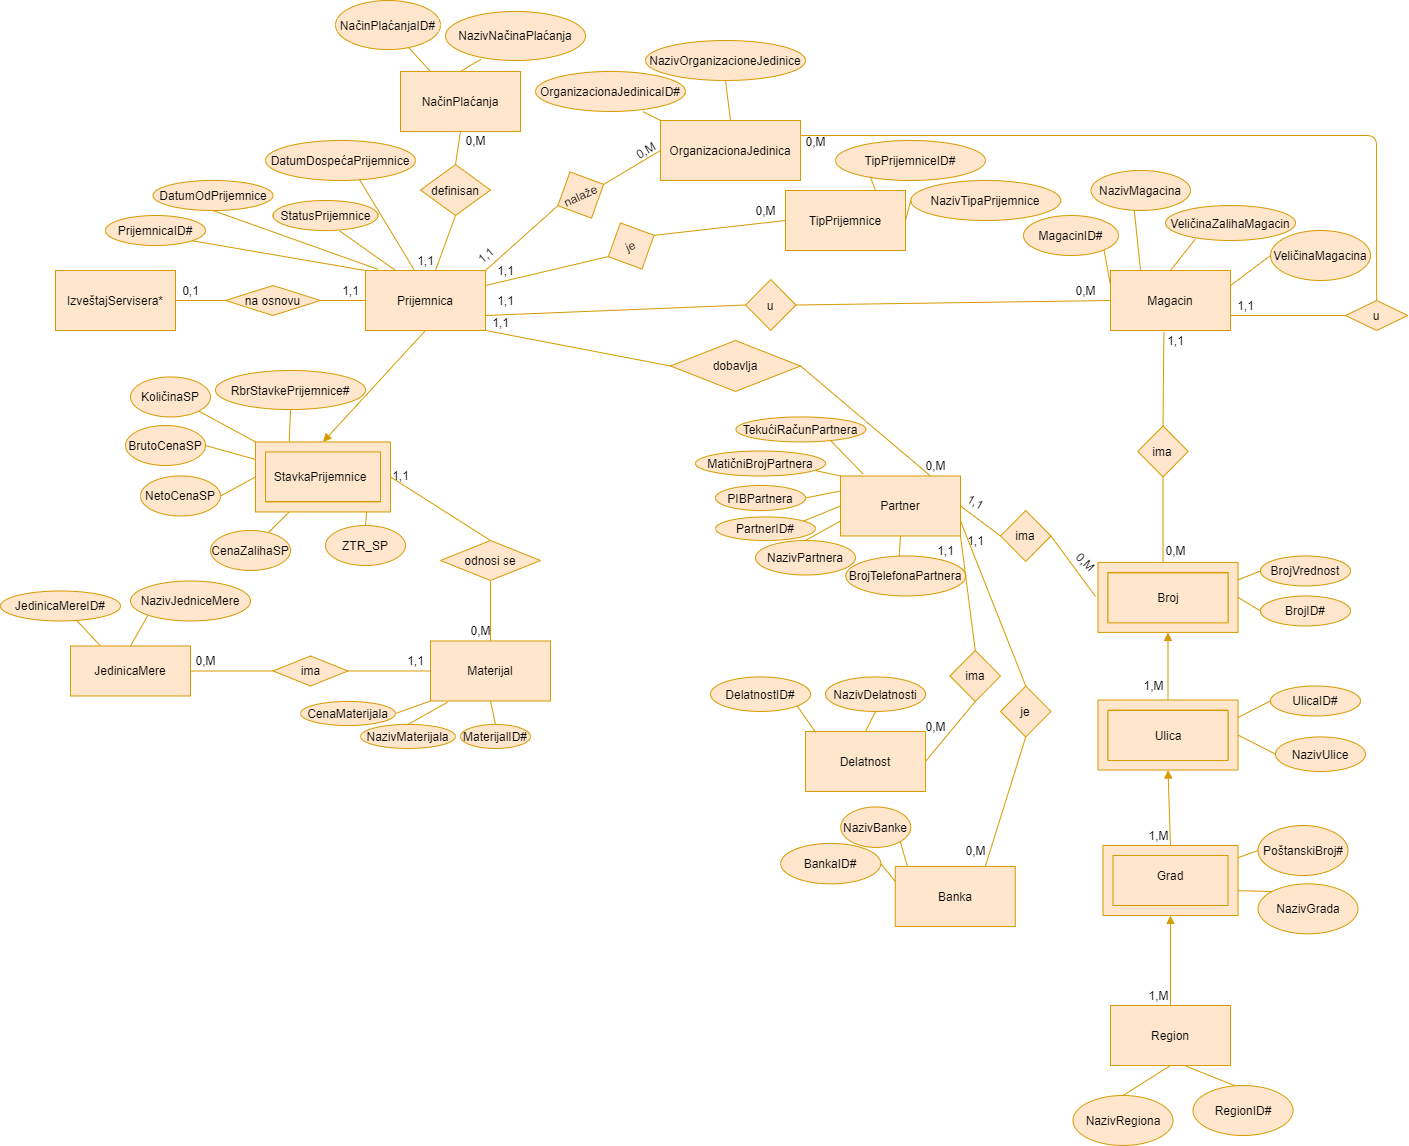 NačinPlaćanjaID#
NazivNačinaPlaćanja
NačinPlaćanja
0,M
definisan
NazivOrganizacioneJedinice
OrganizacionaJedinicaID#
OrganizacionaJedinica
0,M
0,M
nalaže
1,1
TipPrijemniceID#
NazivTipaPrijemnice
TipPrijemnice
0,M
je
1,1
DatumDospećaPrijemnice
DatumOdPrijemnice
StatusPrijemnice
PrijemnicaID#
1,1
NazivMagacina
VeličinaZalihaMagacin
MagacinID#
VeličinaMagacina
Magacin
1,1
u
IzveštajServisera*
0,1
na osnovu
1,1
Prijemnica
1,1
u
0,M
1,1
dobavlja
0,M
1,1
ima
0,M
KoličinaSP
RbrStavkePrijemnice#
BrutoCenaSP
NetoCenaSP
StavkaPrijemnice
CenaZalihaSP
ZTR_SP
1,1
odnosi se
0,M
TekućiRačunPartnera
MatičniBrojPartnera
PIBPartnera
PartnerID#
NazivPartnera
BrojTelefonaPartnera
Partner
1,1
ima
0,M
1,1
1,1
BrojVrednost
BrojID#
Broj
JedinicaMereID#
NazivJedniceMere
JedinicaMere
0,M
ima
1,1
Materijal
CenaMaterijala
NazivMaterijala
MaterijalID#
ima
0,M
je
0,M
DelatnostID#
NazivDelatnosti
Delatnost
NazivBanke
BankaID#
Banka
1,M
UlicaID#
NazivUlice
Ulica
1,M
PoštanskiBroj#
NazivGrada
Grad
1,M
Region
NazivRegiona
RegionID#